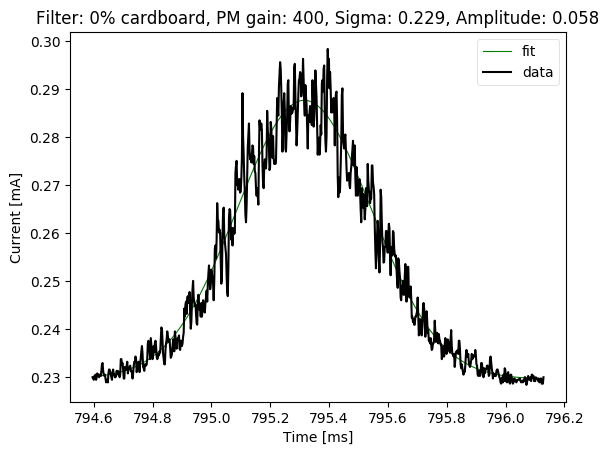 Filter: 0% cardboard, PM gain: 400, Sigma: 0.229, Amplitude: 0.058
fit
data
0.30
0.29
0.28
0.27
0.26
0.25
0.24
0.23
Current [mA]
794.6 794.8 795.0 795.2 795.4 795.6 795.8 796.0 796.2
Time [ms]